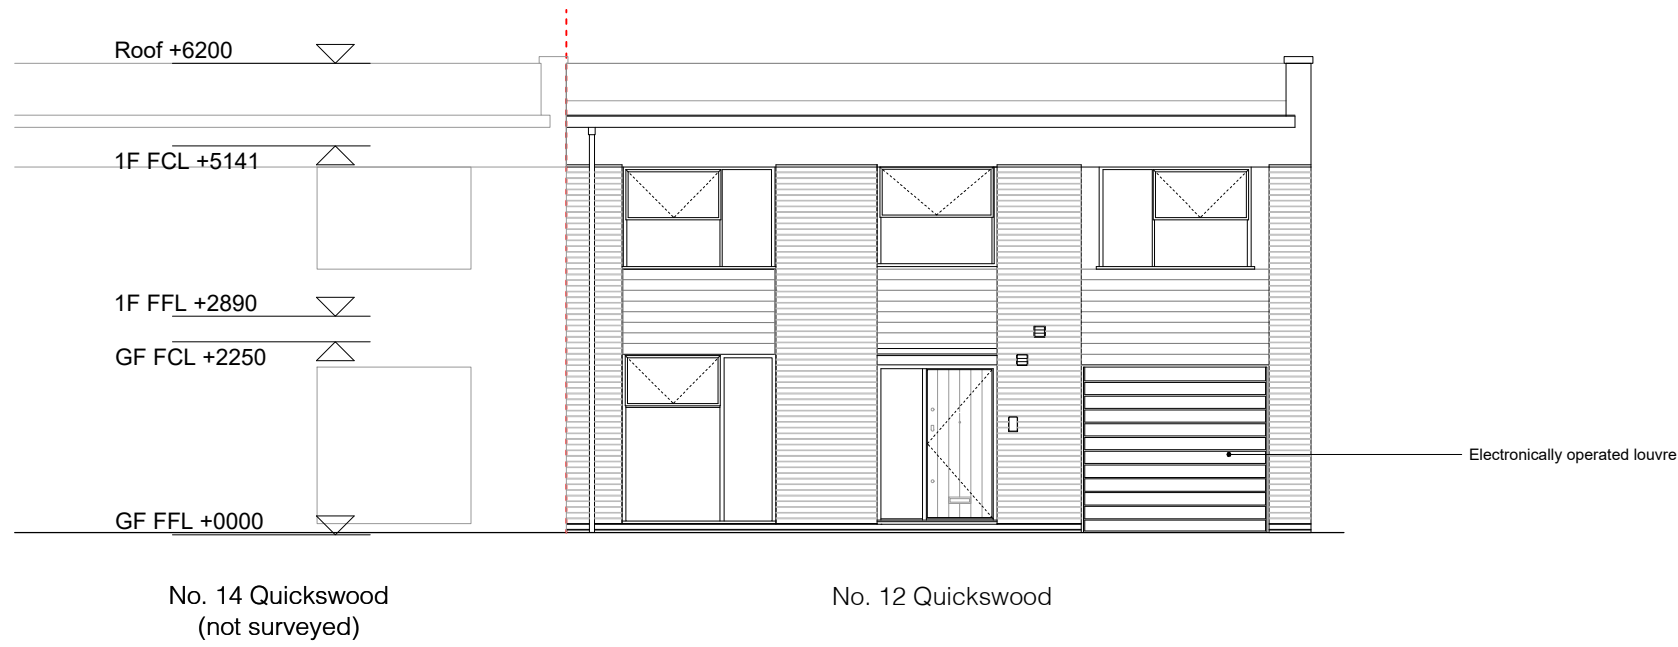 Roof +6200
1F FCL +5141
1F FFL +2890
GF FCL +2250
Electronically operated louvre
GF FFL +0000
No. 14 Quickswood
(not surveyed)
No. 12 Quickswood